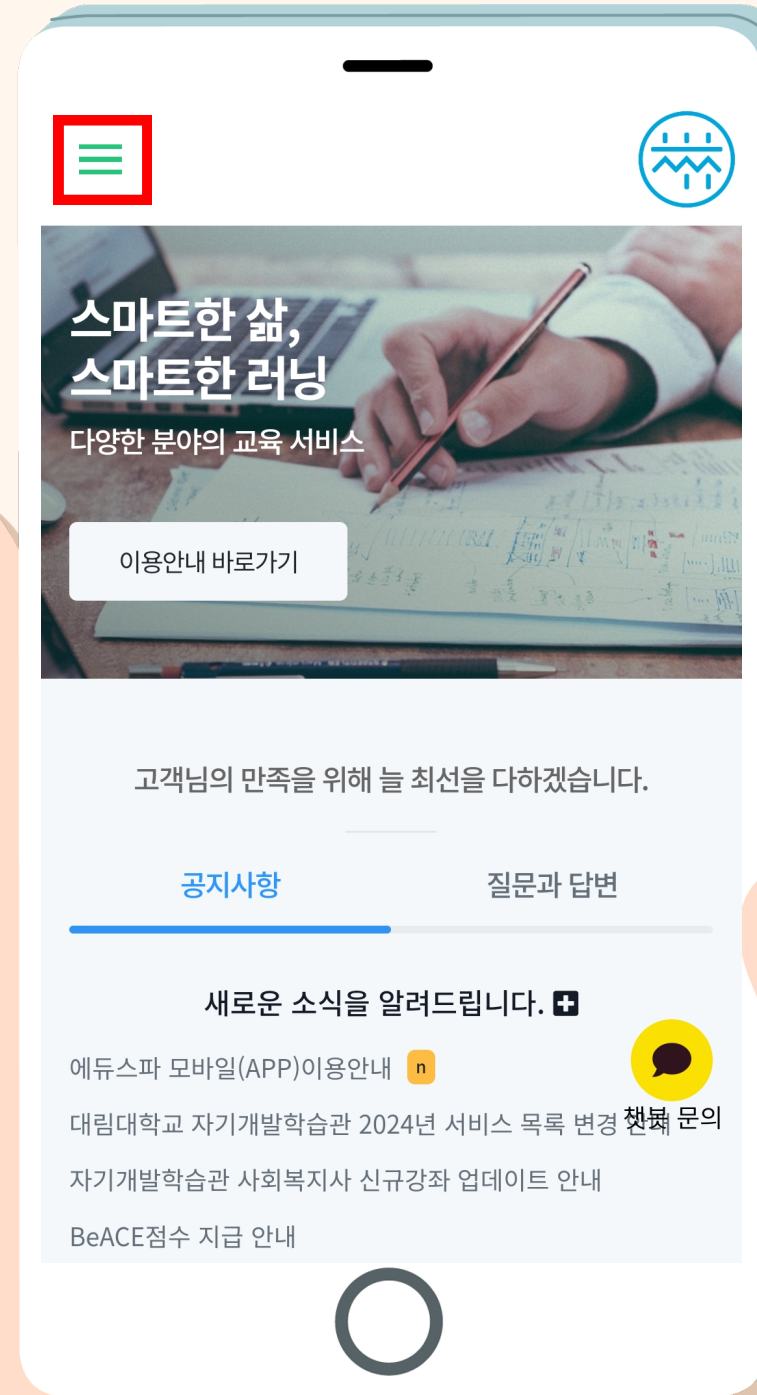 스마트한 삶,
스마트한 러닝
다양한 분야의 교육 서비스
이용안내 바로가기
고객님의 만족을 위해 늘 최선을 다하겠습니다.
공지사항 질문과 답변
새로운 소식을 알려드립니다.
에듀스파 모바일(APP)이용안내 n
대림대학교 자기개발학습관 2024년 서비스 목록 변경
챗봇 문의
자기개발학습관 사회복지사 신규강좌 업데이트 안내
BeACE점수 지급 안내